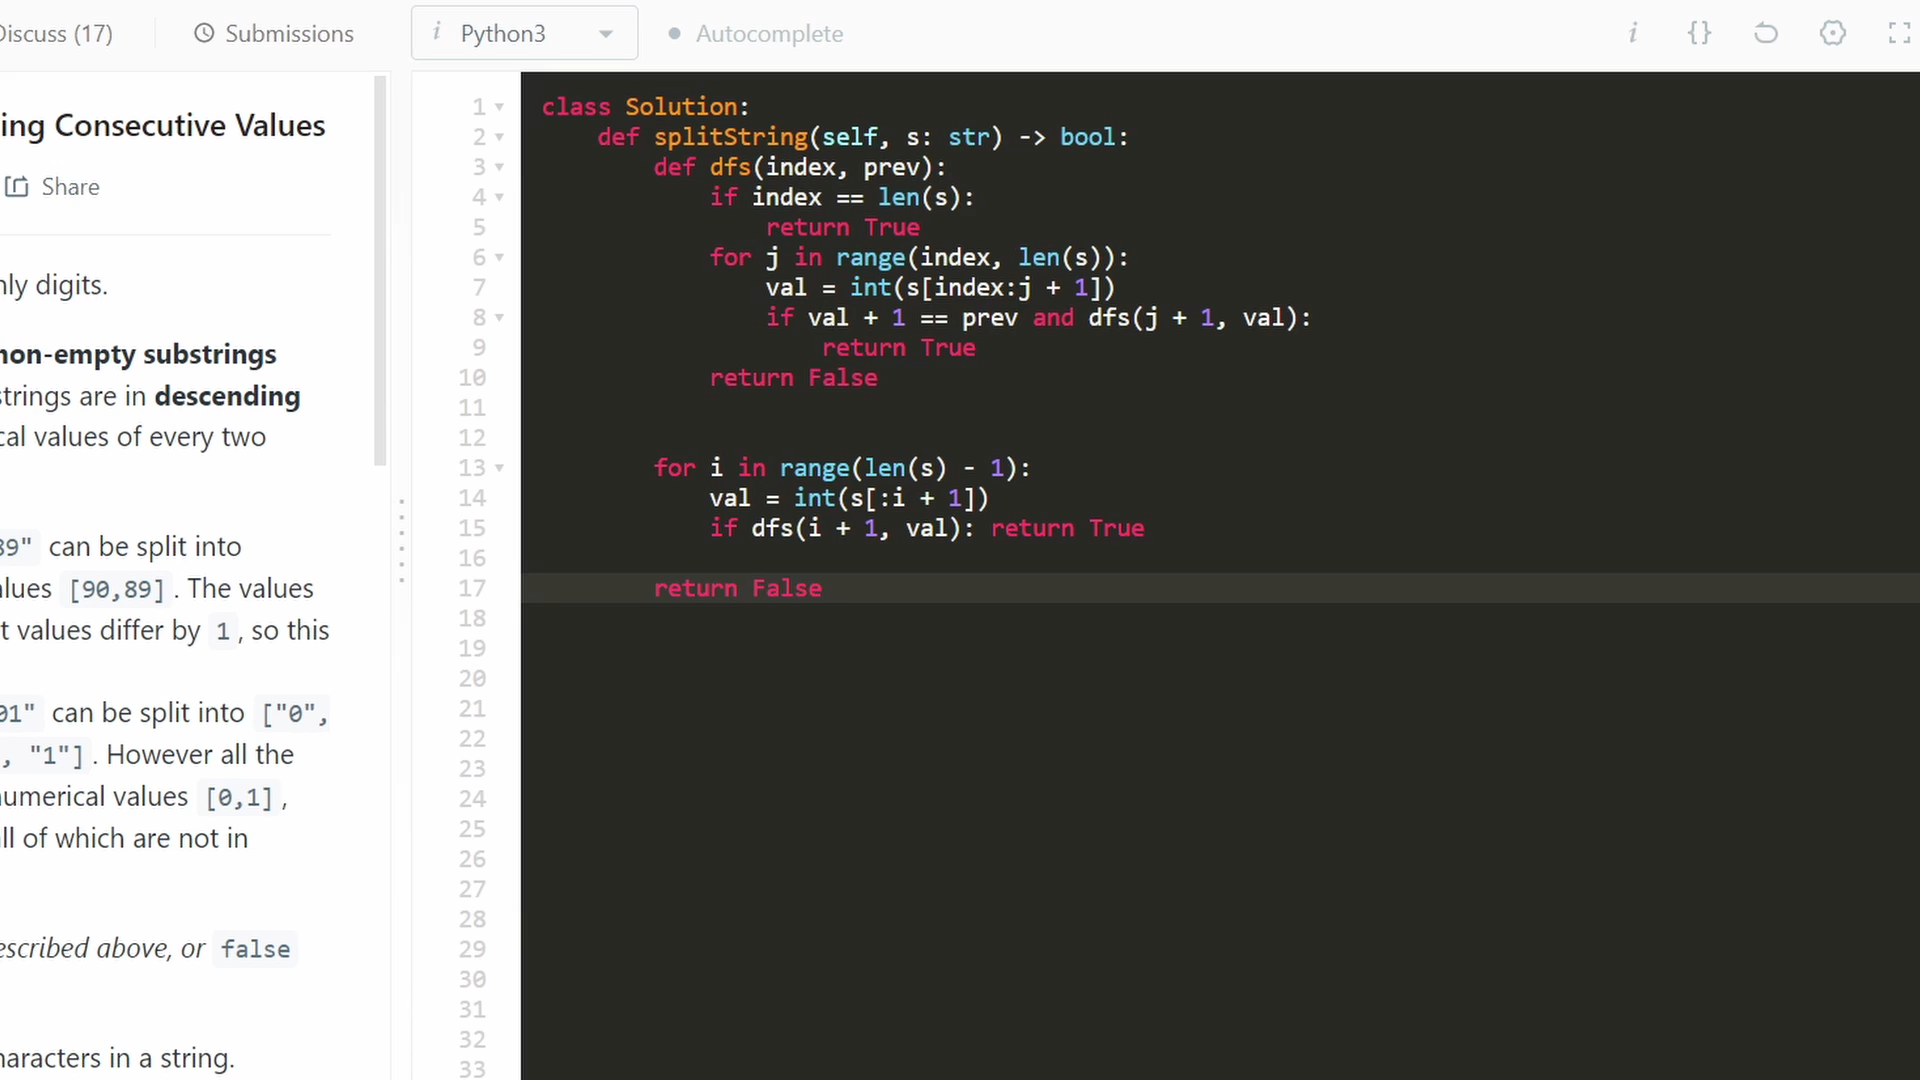 Discuss (17)
Submissions
i Python3
Autocomplete
i {}
ing Consecutive Values
Share
nly digits.
non-empty substrings
strings are in descending
cal values of every two
89" can be split into
alues [90,89]. The values
t values differ by 1, so this
01" can be split into ["0",
, "1"]. However all the
numerical values [0,1],
all of which are not in
escribed above, or false
haracters in a string.
1 class Solution:
2 def splitString(self, s: str) -> bool:
3 def dfs(index, prev):
4 if index == len(s):
5 return True
6 for j in range(index, len(s)):
7 val = int(s[index:j + 1])
8 if val + 1 == prev and dfs(j + 1, val):
9 return True
10 return False
11
12
13 for i in range(len(s) - 1):
14 val = int(s[:i + 1])
15 if dfs(i + 1, val): return True
16
17 return False
18
19
20
21
22
23
24
25
26
27
28
29
30
31
32
33